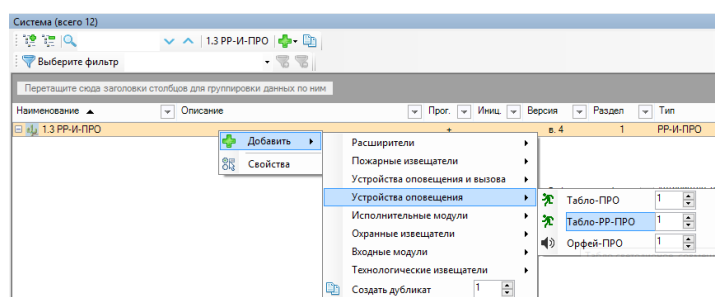 Система (всего 12)
1.3 РР-И-ПРО
Выберите фильтр
Перетащите сюда заголовки столбцов для группировки данных по ним
Наименование Описание Прог. Иниц. Версия Раздел Тип
1.3 РР-И-ПРО + в. 4 1 РР-И-ПРО
Добавить
Свойства
Расширители
Пожарные извещатели
Устройства оповещения и вызова
Устройства оповещения
Исполнительные модули
Охранные извещатели
Входные модули
Технологические извещатели
Создать дубликат 1
Табло-ПРО 1
Табло-РР-ПРО 1
Орфей-ПРО 1